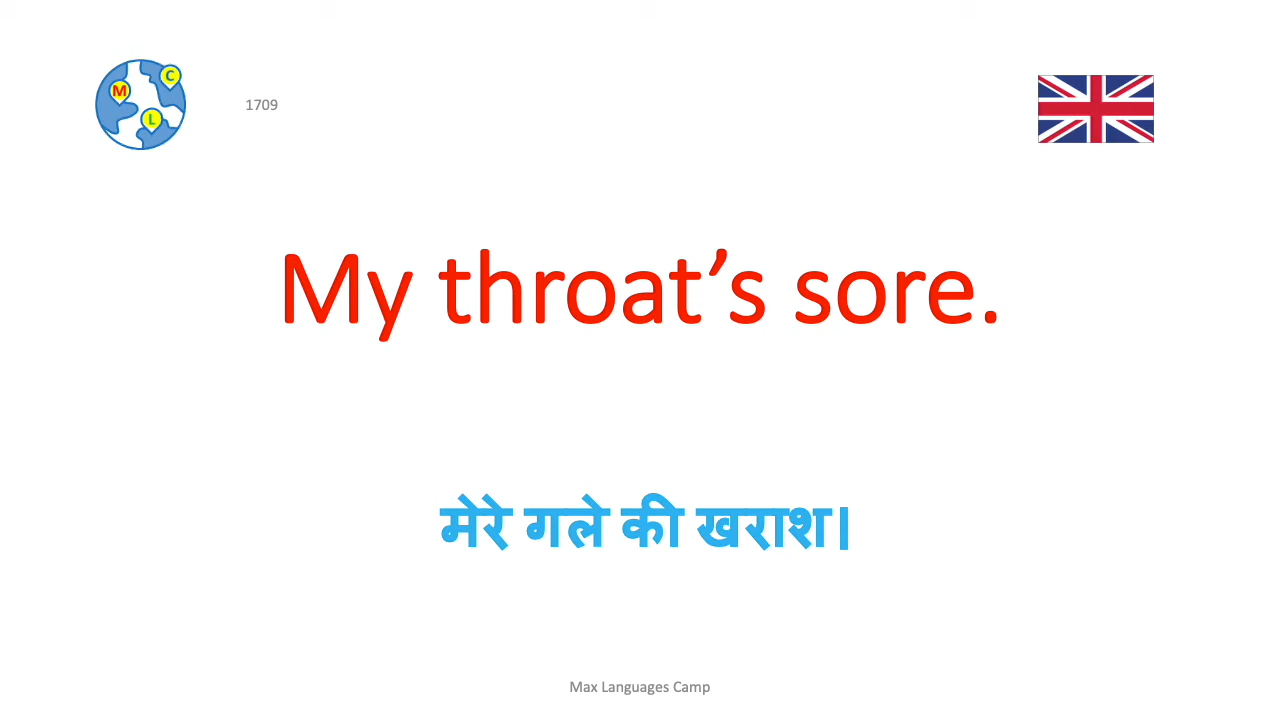 M
C
L
1709
My throat’s sore.
मेरे गले की खराश।
Max Languages Camp